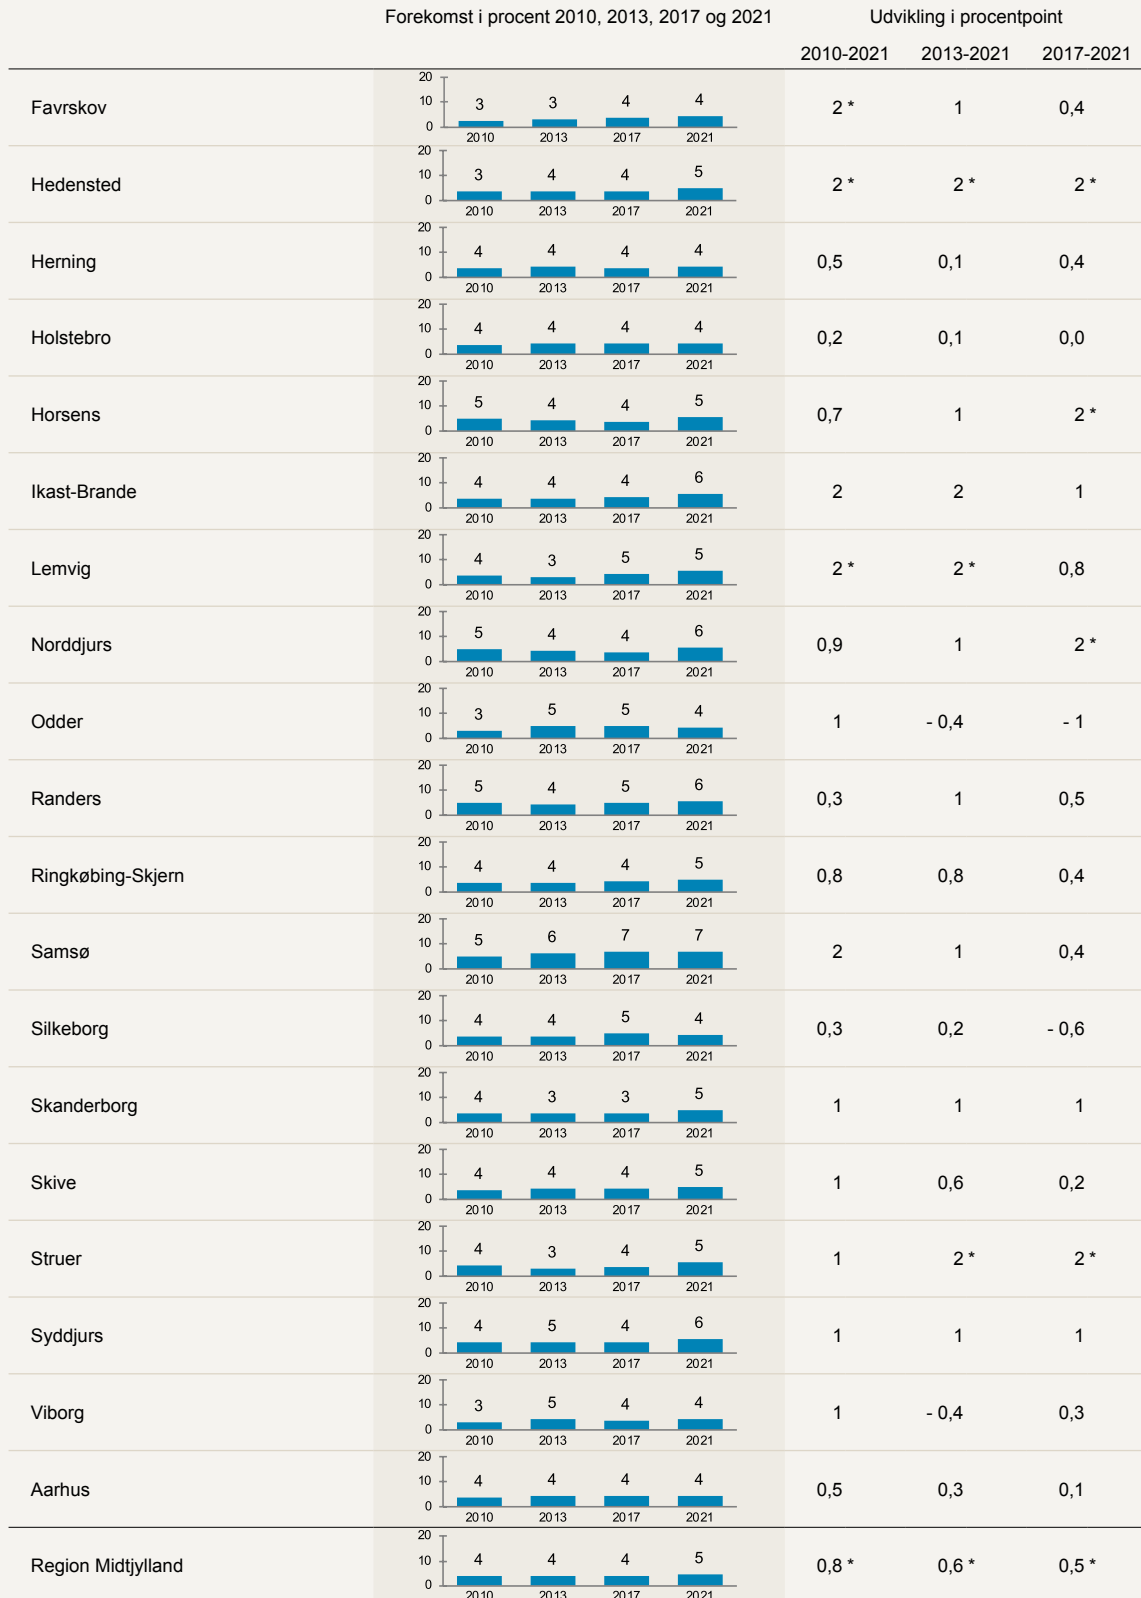 Forekomst i procent 2010, 2013, 2017 og 2021 Udvikling i procentpoint
2010-2021 2013-2021 2017-2021
20
10
0
Favrskov 3 3 4 4 2 * 1 0,4
2010 2013 2017 2021
20
10
0
Hedensted 3 4 4 5 2 * 2 * 2 *
2010 2013 2017 2021
20
10
0
Herning 4 4 4 4 0,5 0,1 0,4
2010 2013 2017 2021
20
10
0
Holstebro 4 4 4 4 0,2 0,1 0,0
2010 2013 2017 2021
20
10
0
Horsens 5 4 4 5 0,7 1 2 *
2010 2013 2017 2021
20
10
0
Ikast-Brande 4 4 4 6 2 2 1
2010 2013 2017 2021
20
10
0
Lemvig 4 3 5 5 2 * 2 * 0,8
2010 2013 2017 2021
20
10
0
Norddjurs 5 4 4 6 0,9 1 2 *
2010 2013 2017 2021
20
10
0
Odder 3 5 5 4 1 - 0,4 - 1
2010 2013 2017 2021
20
10
0
Randers 5 4 5 6 0,3 1 0,5
2010 2013 2017 2021
20
10
0
Ringkøbing-Skjern 4 4 4 5 0,8 0,8 0,4
2010 2013 2017 2021
20
10
0
Samsø 5 6 7 7 2 1 0,4
2010 2013 2017 2021
20
10
0
Silkeborg 4 4 5 4 0,3 0,2 - 0,6
2010 2013 2017 2021
20
10
0
Skanderborg 4 3 3 5 1 1 1
2010 2013 2017 2021
20
10
0
Skive 4 4 4 5 1 0,6 0,2
2010 2013 2017 2021
20
10
0
Struer 4 3 4 5 1 2 * 2 *
2010 2013 2017 2021
20
10
0
Syddjurs 4 5 4 6 1 1 1
2010 2013 2017 2021
20
10
0
Viborg 3 5 4 4 1 - 0,4 0,3
2010 2013 2017 2021
20
10
0
Aarhus 4 4 4 4 0,5 0,3 0,1
2010 2013 2017 2021
20
10
0
Region Midtjylland 4 4 4 5 0,8 * 0,6 * 0,5 *
2010 2013 2017 2021